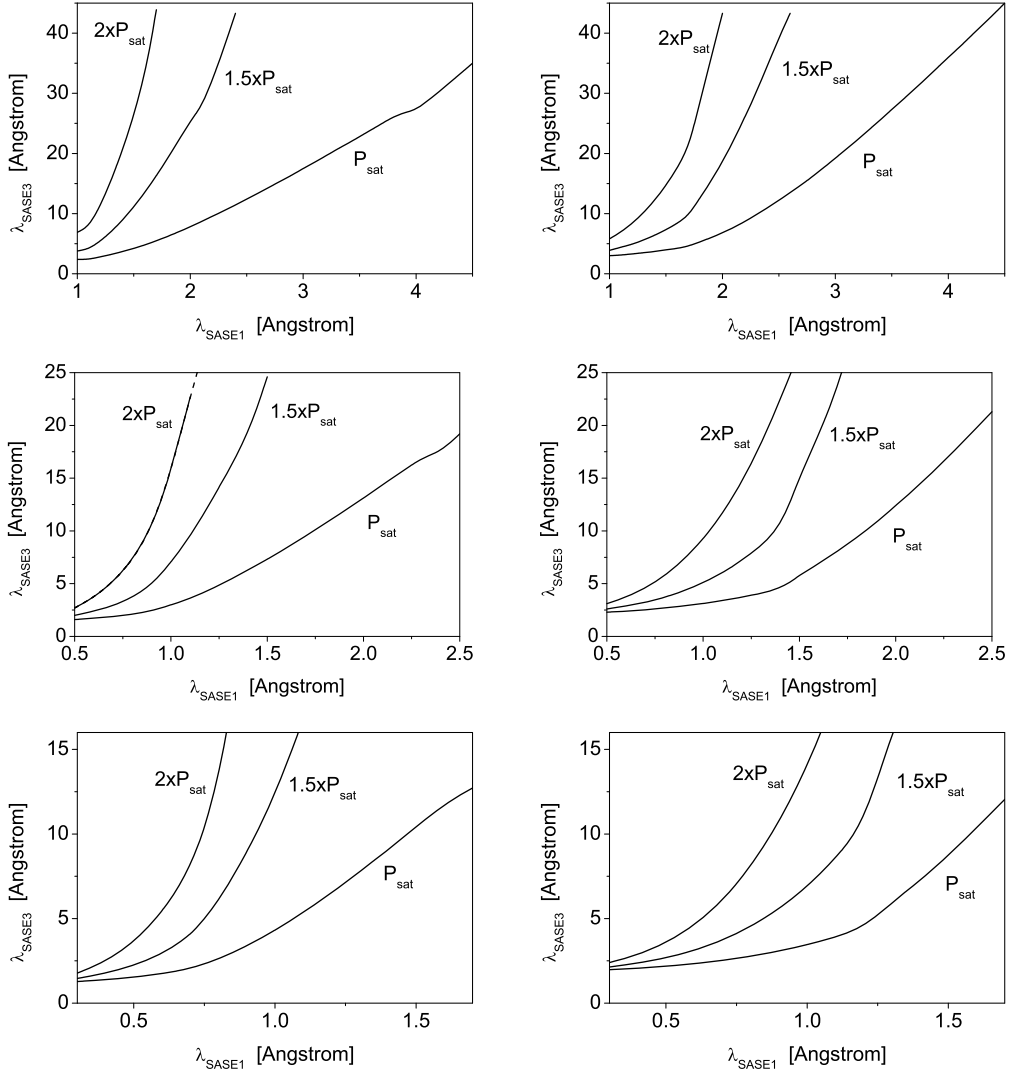 40
30
20
10
0
1
2
3
4
2xP_sat
1.5xP_sat
P_sat
λ_SASE3 [Angstrom]
λ_SASE1 [Angstrom]
40
30
20
10
0
1
2
3
4
2xP_sat
1.5xP_sat
P_sat
λ_SASE3 [Angstrom]
λ_SASE1 [Angstrom]
25
20
15
10
5
0
0.5
1.0
1.5
2.0
2.5
2xP_sat
1.5xP_sat
P_sat
λ_SASE3 [Angstrom]
λ_SASE1 [Angstrom]
25
20
15
10
5
0
0.5
1.0
1.5
2.0
2.5
2xP_sat
1.5xP_sat
P_sat
λ_SASE3 [Angstrom]
λ_SASE1 [Angstrom]
15
10
5
0
0.5
1.0
1.5
2xP_sat
1.5xP_sat
P_sat
λ_SASE3 [Angstrom]
λ_SASE1 [Angstrom]
15
10
5
0
0.5
1.0
1.5
2xP_sat
1.5xP_sat
P_sat
λ_SASE3 [Angstrom]
λ_SASE1 [Angstrom]